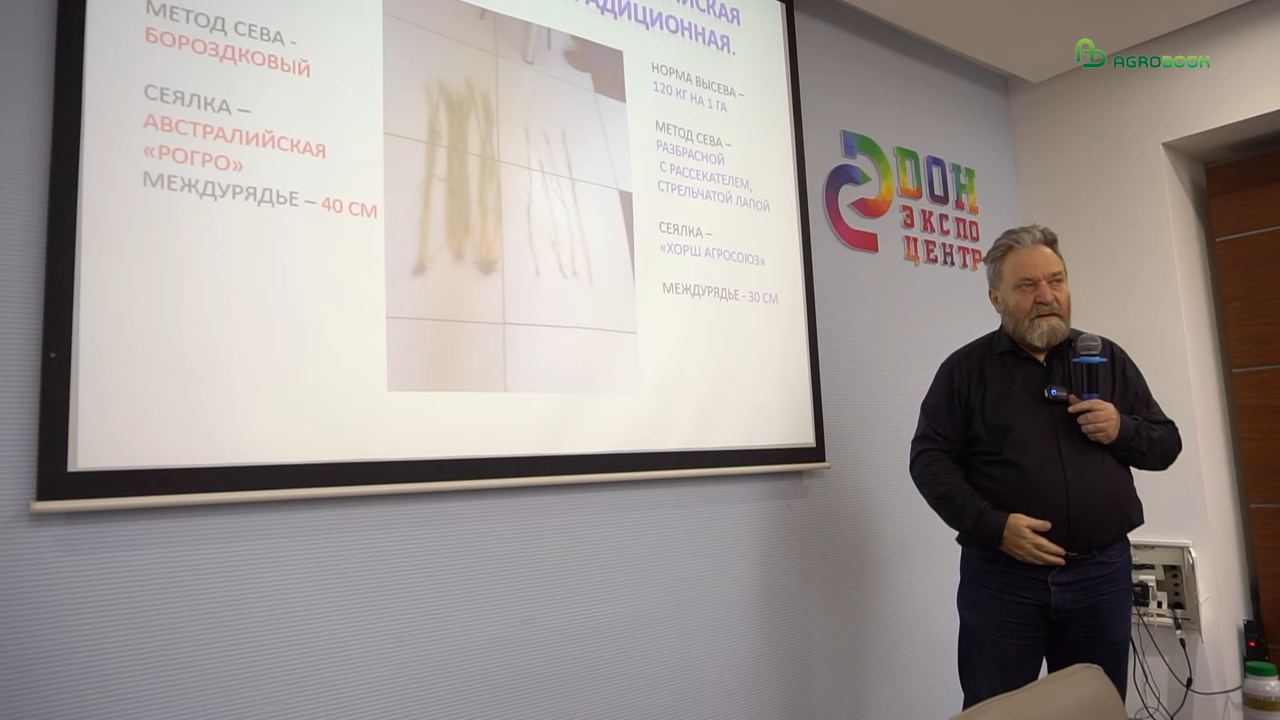 МЕТОД СЕВА -
БОРОЗДКОВЫЙ
СЕЯЛКА –
АВСТРАЛИЙСКАЯ
«РОГРО»
МЕЖДУРЯДЬЕ – 40 СМ
НОРМА ВЫСЕВА –
120 КГ НА 1 ГА
МЕТОД СЕВА –
РАЗБРАСНОЙ
С РАССЕКАТЕЛЕМ,
СТРЕЛЬЧАТОЙ ЛАПОЙ
СЕЯЛКА –
«ХОРШ АГРОСОЮЗ»
МЕЖДУРЯДЬЕ - 30 СМ
ДОН
ЭКСПО
ЦЕНТР
AGROBOOK